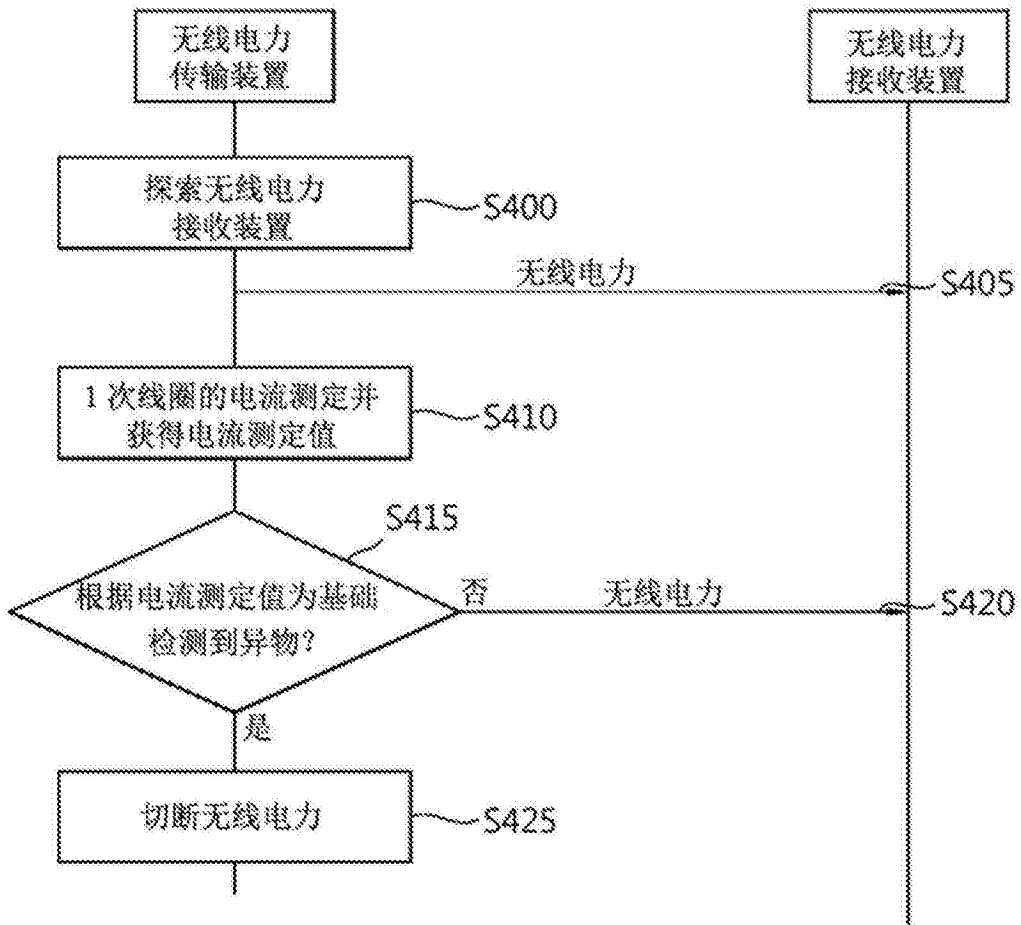 无线电力
传输装置
无线电力
接收装置
探索无线电力
接收装置
S400
无线电力
S405
1次线圈的电流测定并
获得电流测定值
S410
S415
根据电流测定值为基础
检测到异物?
否
无线电力
S420
是
切断无线电力
S425